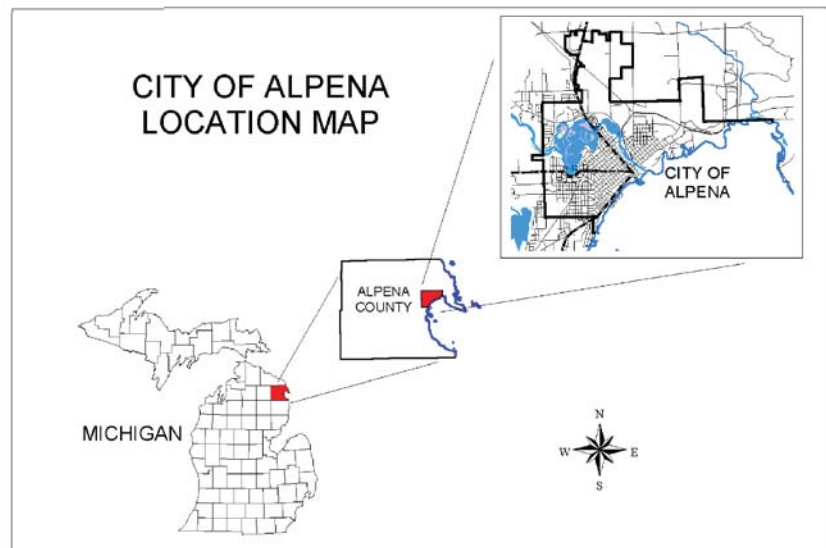 CITY OF ALPENA
LOCATION MAP
CITY OF
ALPENA
ALPENA
COUNTY
MICHIGAN
N
W E
S